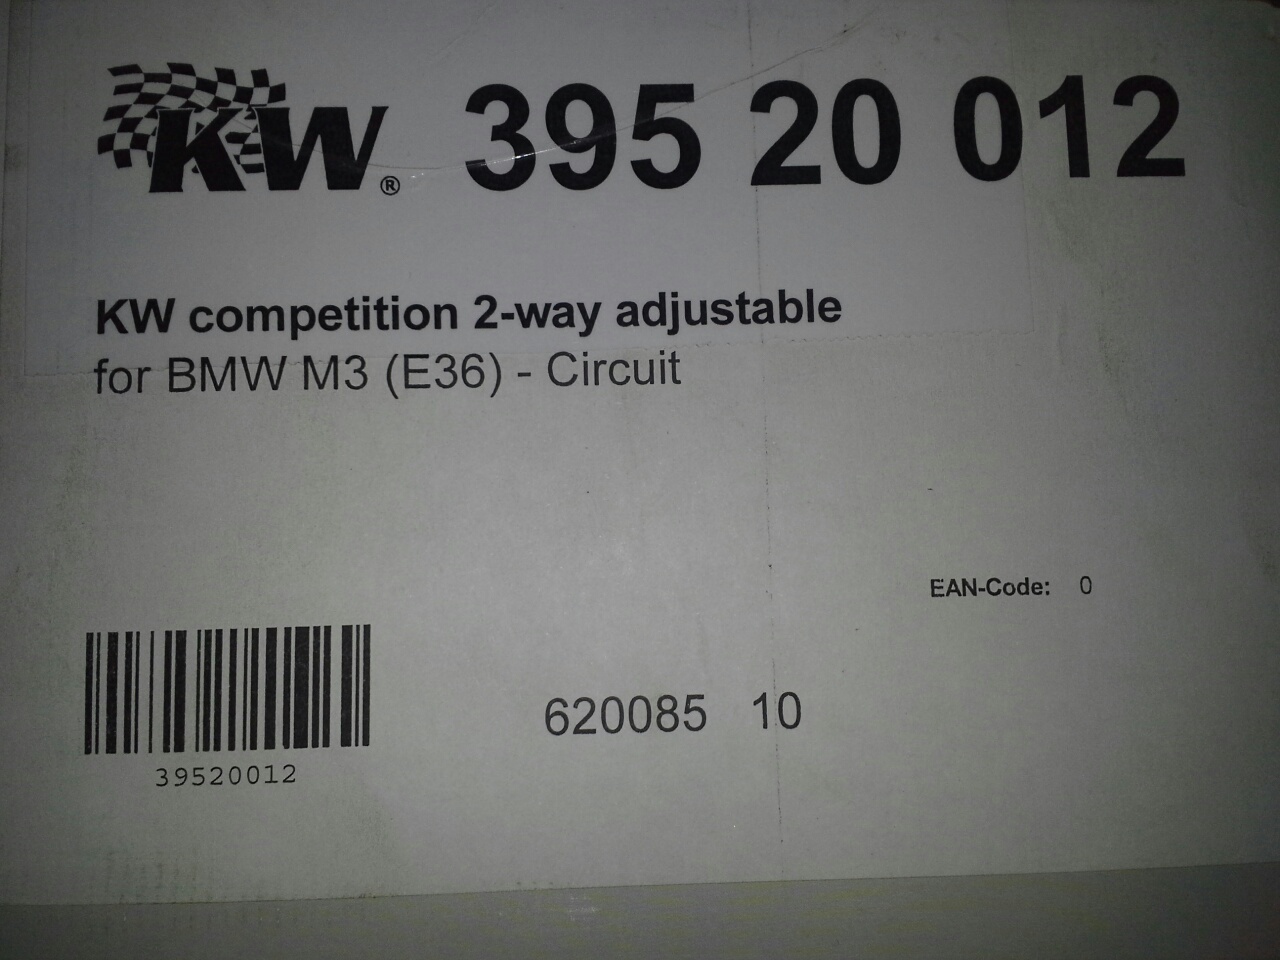 KW® 395 20 012
KW competition 2-way adjustable
for BMW M3 (E36) - Circuit
EAN-Code: 0
620085 10
39520012